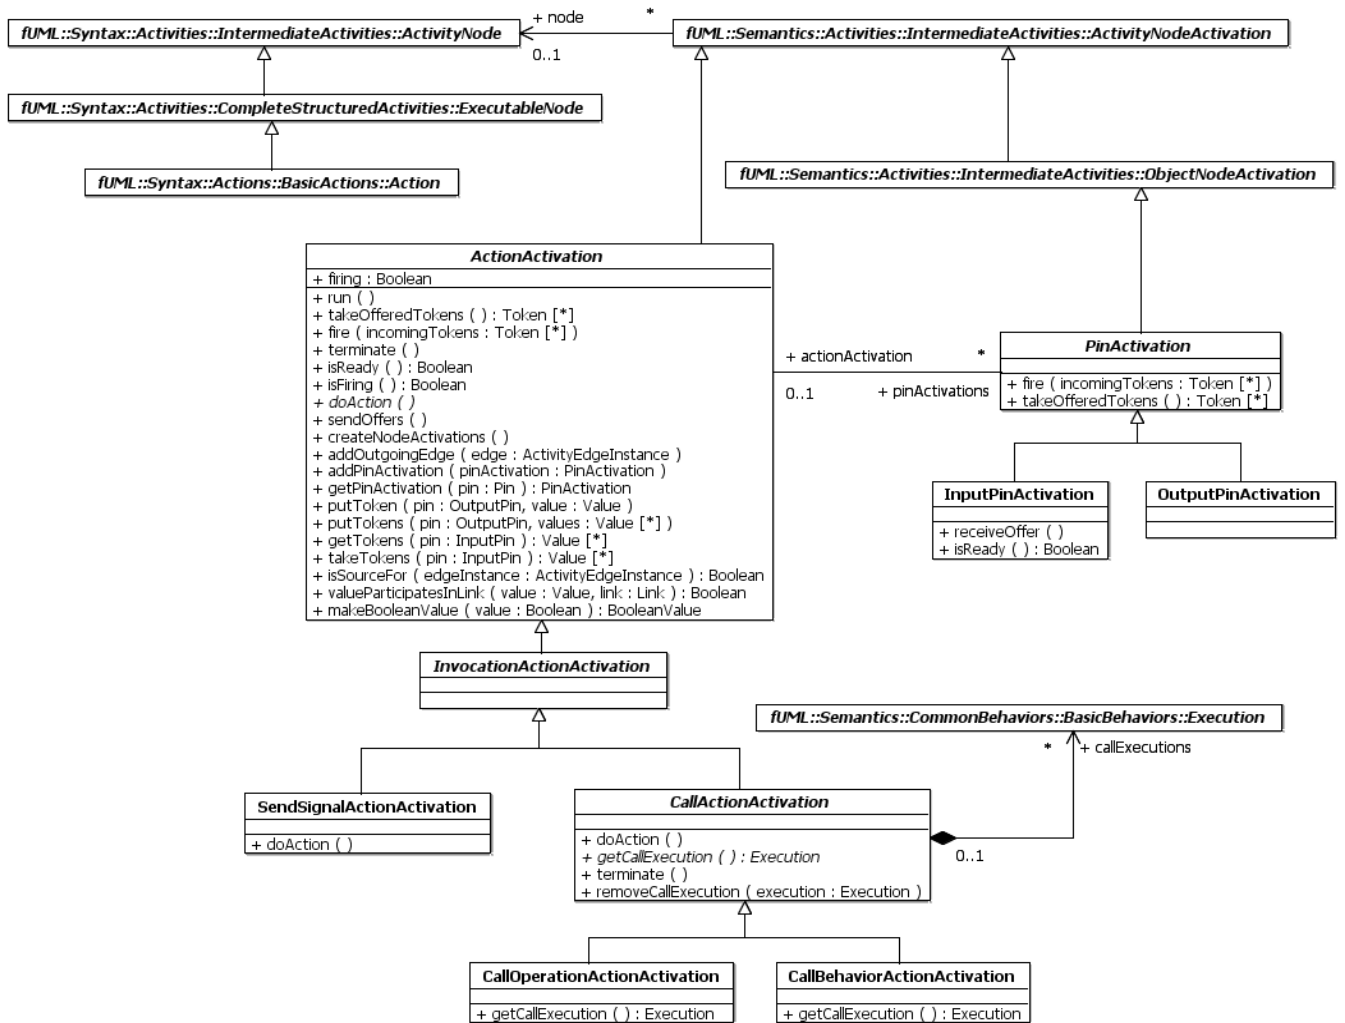 + node
*
fUML::Syntax::Activities::IntermediateActivities::ActivityNode
fUML::Semantics::Activities::IntermediateActivities::ActivityNodeActivation
0..1
fUML::Syntax::Activities::CompleteStructuredActivities::ExecutableNode
fUML::Syntax::Actions::BasicActions::Action
fUML::Semantics::Activities::IntermediateActivities::ObjectNodeActivation
ActionActivation
+ firing : Boolean
+ run ( )
+ takeOfferedTokens ( ) : Token [*]
+ fire ( incomingTokens : Token [*] )
+ terminate ( )
+ isReady ( ) : Boolean
+ isFiring ( ) : Boolean
+ doAction ( )
+ sendOffers ( )
+ createNodeActivations ( )
+ addOutgoingEdge ( edge : ActivityEdgeInstance )
+ addPinActivation ( pinActivation : PinActivation )
+ getPinActivation ( pin : Pin ) : PinActivation
+ putToken ( pin : OutputPin, value : Value )
+ putTokens ( pin : OutputPin, values : Value [*] )
+ getTokens ( pin : InputPin ) : Value [*]
+ takeTokens ( pin : InputPin ) : Value [*]
+ isSourceFor ( edgeInstance : ActivityEdgeInstance ) : Boolean
+ valueParticipatesInLink ( value : Value, link : Link ) : Boolean
+ makeBooleanValue ( value : Boolean ) : BooleanValue
+ actionActivation
*
0..1
+ pinActivations
PinActivation
+ fire ( incomingTokens : Token [*] )
+ takeOfferedTokens ( ) : Token [*]
InputPinActivation
+ receiveOffer ( )
+ isReady ( ) : Boolean
OutputPinActivation
InvocationActionActivation
fUML::Semantics::CommonBehaviors::BasicBehaviors::Execution
*
+ callExecutions
SendSignalActionActivation
+ doAction ( )
CallActionActivation
+ doAction ( )
+ getCallExecution ( ) : Execution
+ terminate ( )
+ removeCallExecution ( execution : Execution )
0..1
CallOperationActionActivation
+ getCallExecution ( ) : Execution
CallBehaviorActionActivation
+ getCallExecution ( ) : Execution